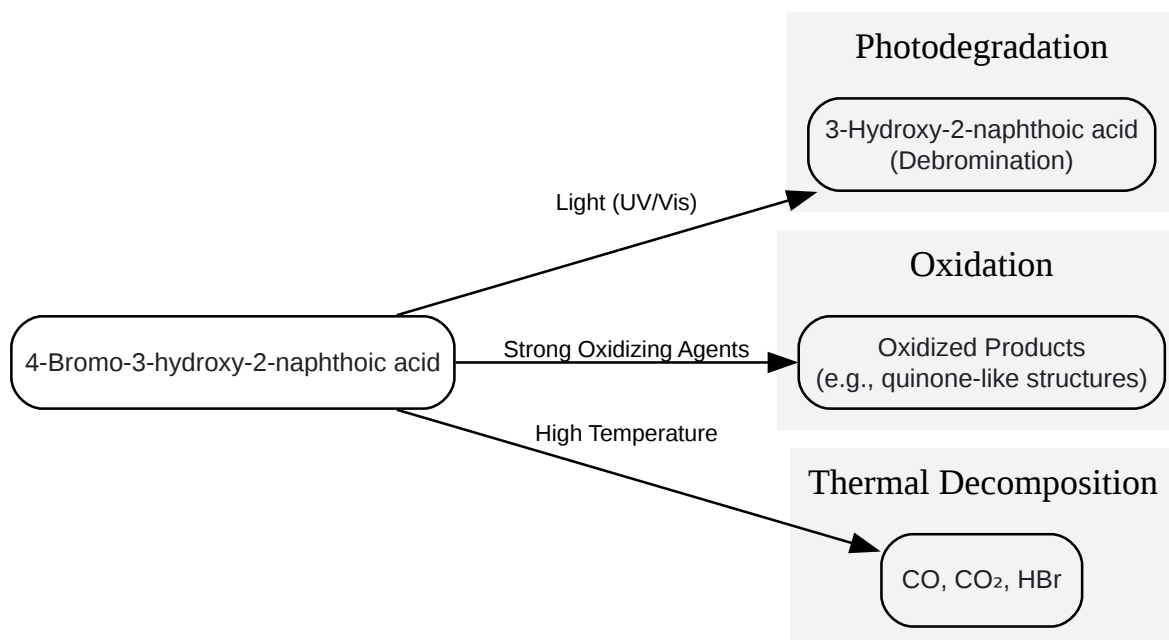 Photodegradation
3-Hydroxy-2-naphthoic acid
(Debromination)
Light (UV/Vis)
Oxidation
4-Bromo-3-hydroxy-2-naphthoic acid
Strong Oxidizing Agents
Oxidized Products
(e.g., quinone-like structures)
High Temperature
Thermal Decomposition
CO, CO₂, HBr